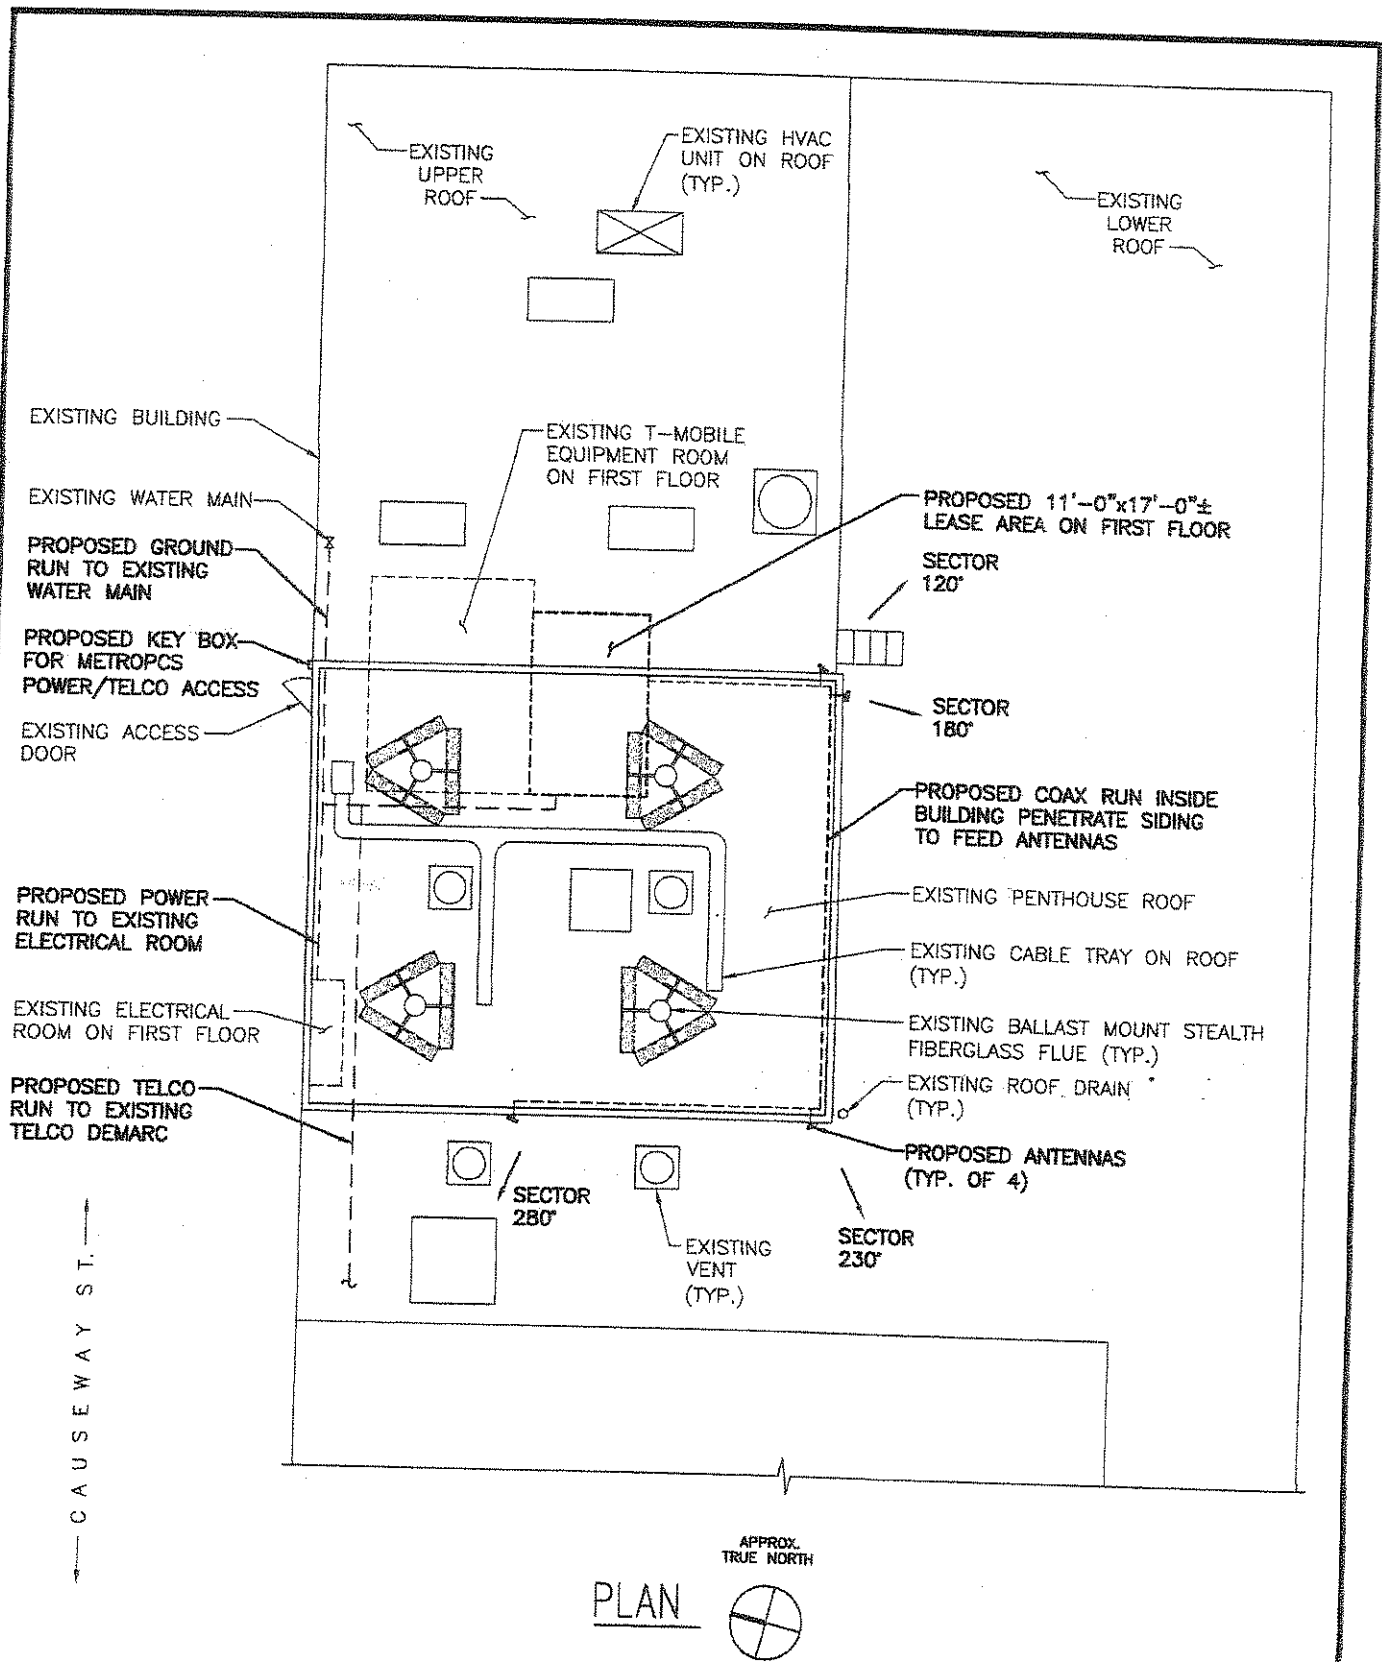 EXISTING
UPPER
ROOF
EXISTING HVAC
UNIT ON ROOF
(TYP.)
EXISTING
LOWER
ROOF
EXISTING BUILDING
EXISTING WATER MAIN
PROPOSED GROUND
RUN TO EXISTING
WATER MAIN
PROPOSED KEY BOX
FOR METROPCS
POWER/TELCO ACCESS
EXISTING ACCESS
DOOR
EXISTING T-MOBILE
EQUIPMENT ROOM
ON FIRST FLOOR
PROPOSED 11'-0"x17'-0"±
LEASE AREA ON FIRST FLOOR
SECTOR
120°
SECTOR
180°
PROPOSED COAX RUN INSIDE
BUILDING PENETRATE SIDING
TO FEED ANTENNAS
PROPOSED POWER
RUN TO EXISTING
ELECTRICAL ROOM
EXISTING PENTHOUSE ROOF
EXISTING CABLE TRAY ON ROOF
(TYP.)
EXISTING ELECTRICAL
ROOM ON FIRST FLOOR
EXISTING BALLAST MOUNT STEALTH
FIBERGLASS FLUE (TYP.)
PROPOSED TELCO
RUN TO EXISTING
TELCO DEMARC
EXISTING ROOF DRAIN
(TYP.)
PROPOSED ANTENNAS
(TYP. OF 4)
SECTOR
280°
SECTOR
230°
EXISTING
VENT
(TYP.)
CAUSEWAY ST.
APPROX.
TRUE NORTH
PLAN